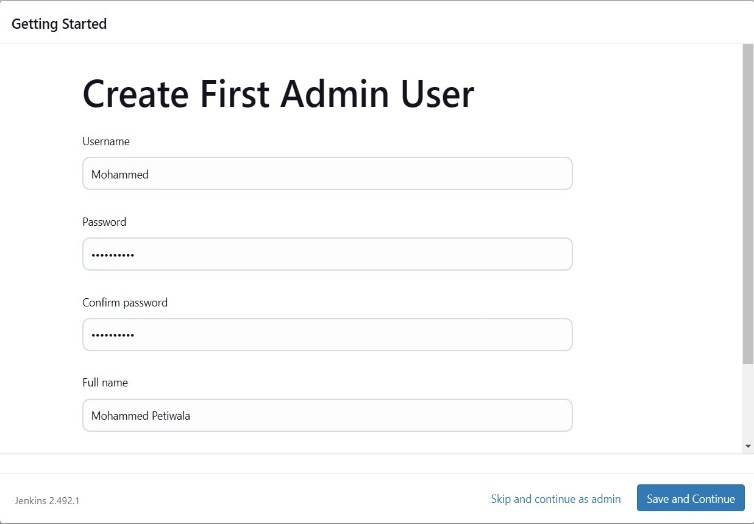 Getting Started
Create First Admin User
Username
Mohammed
Password
••••••••••
Confirm password
••••••••••
Full name
Mohammed Petiwala
Jenkins 2.492.1
Skip and continue as admin
Save and Continue